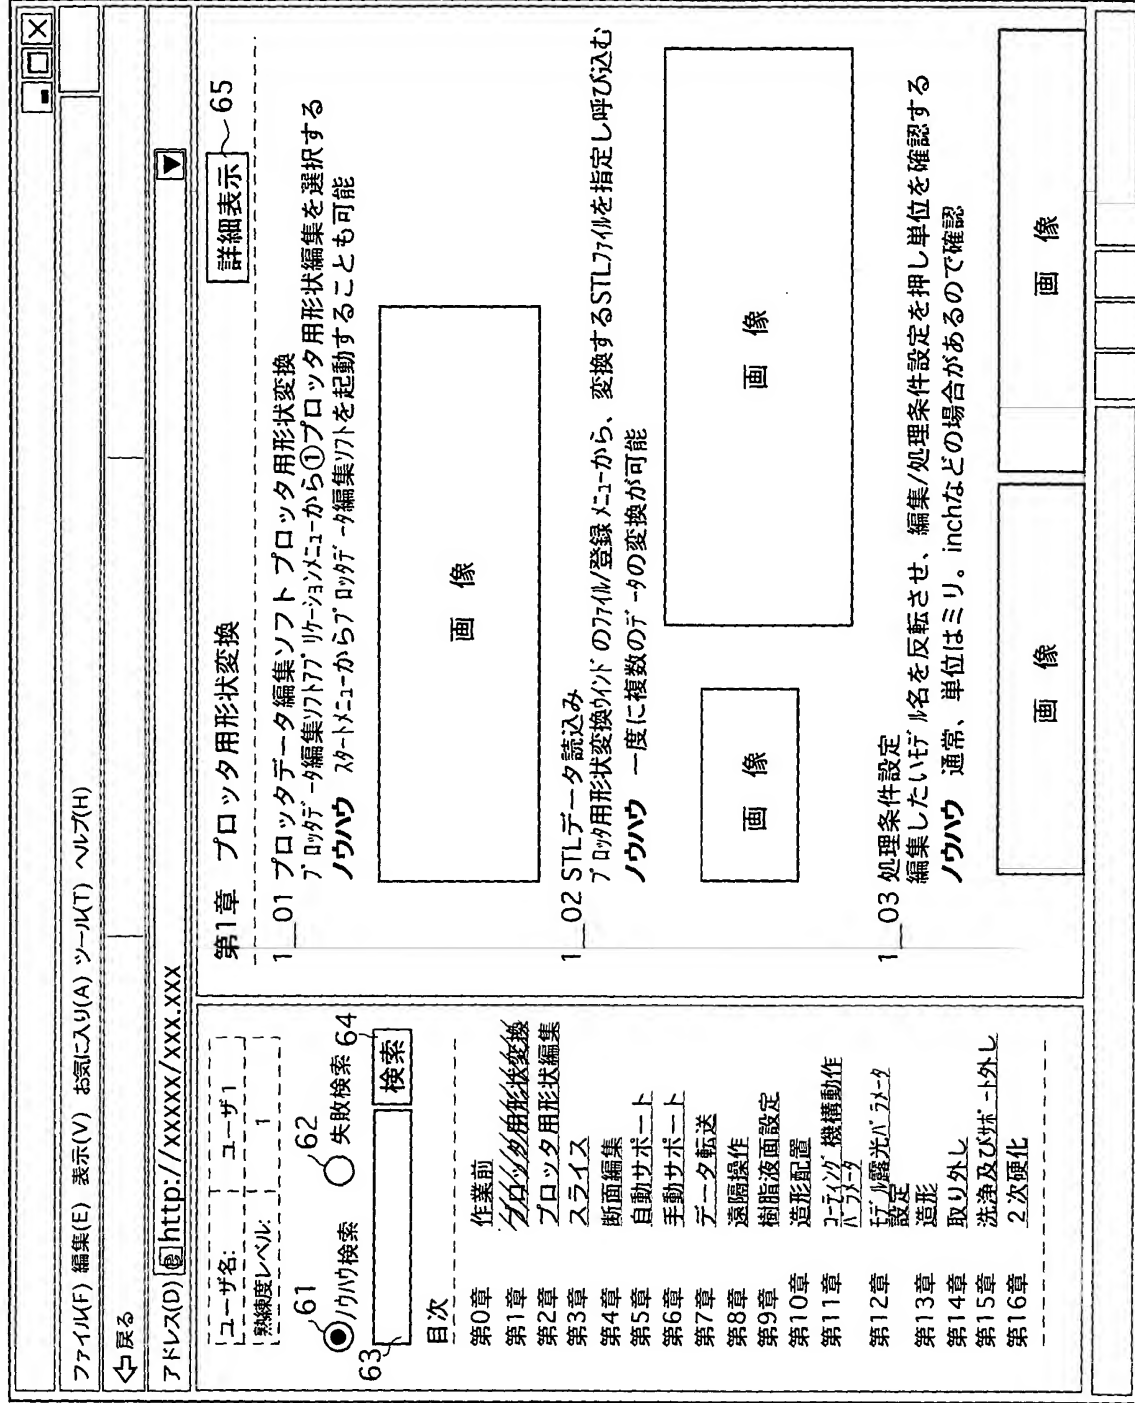 ファイル(F) 編集(E) 表示(V) お気に入り(A) ツール(T) ヘルプ(H)
戻る
アドレス(D) http://xxxxx/xxx.xxx
ユーザ名: ユーザ1
熟練度レベル: 1
61
ノウハウ検索
62
失敗検索
63
検索
64
目次
第0章 作業前
第1章 プロッタ用形状変換
第2章 プロッタ用形状編集
第3章 スライス
第4章 断面編集
第5章 自動サポート
第6章 手動サポート
第7章 データ転送
第8章 遠隔操作
第9章 樹脂液面設定
第10章 造形配置
第11章 コーティング機構動作
パラメータ
第12章 モデル露光パラメータ
設定
第13章 造形
第14章 取り外し
第15章 洗浄及びサポート外し
第16章 2次硬化
第1章 プロッタ用形状変換
詳細表示
65
1_01 プロッタデータ編集ソフト プロッタ用形状変換
プロッタデータ編集ソフトアプリケーションメニューから①プロッタ用形状編集を選択する
ノウハウ スタートメニューからプロッタデータ編集ソフトを起動することも可能
画像
1_02 STLデータ読込み
プロッタ用形状変換ウインドのファイル/登録メニューから、変換するSTLファイルを指定し呼び込む
ノウハウ 一度に複数のデータの変換が可能
画像
画像
1_03 処理条件設定
編集したいモデル名を反転させ、編集/処理条件設定を押し単位を確認する
ノウハウ 通常、単位はミリ。inchなどの場合があるので確認
画像
画像